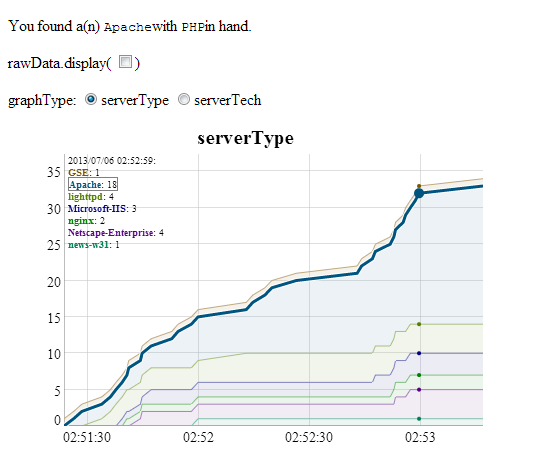 You found a(n) Apachewith PHPin hand.
rawData.display( )
graphType: serverType serverTech
serverType
2013/07/06 02:52:59:
GSE: 1
Apache: 18
lighttpd: 4
Microsoft-IIS: 3
nginx: 2
Netscape-Enterprise: 4
news-w31: 1
35
30
25
20
15
10
5
0
02:51:30 02:52 02:52:30 02:53